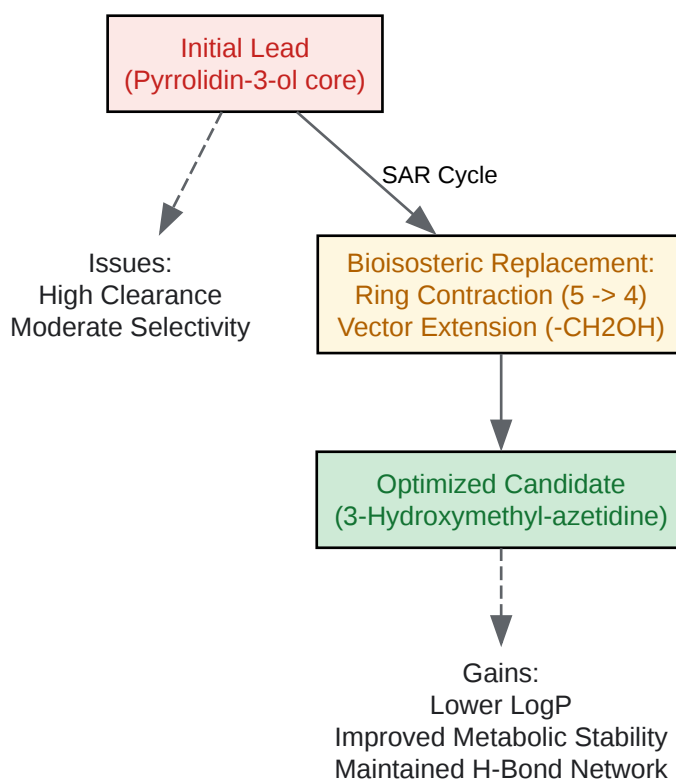 Initial Lead
(Pyrrolidin-3-ol core)
SAR Cycle
Issues:
High Clearance
Moderate Selectivity
Bioisosteric Replacement:
Ring Contraction (5 -> 4)
Vector Extension (-CH2OH)
Optimized Candidate
(3-Hydroxymethyl-azetidine)
Gains:
Lower LogP
Improved Metabolic Stability
Maintained H-Bond Network